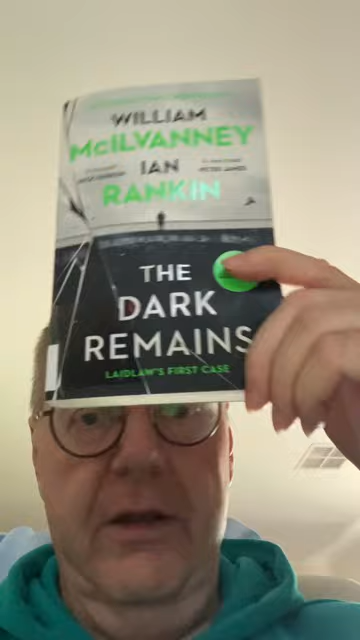 WILLIAM
McILVANNEY
IAN
RANKIN
THE
DARK
REMAINS
LAIDLAW'S FIRST CASE